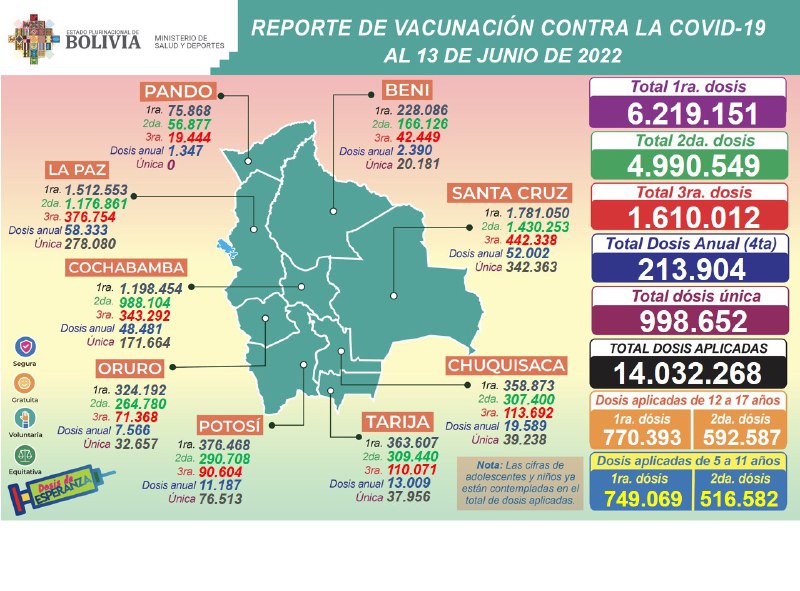 ESTADO PLURINACIONAL DE
BOLIVIA
MINISTERIO DE
SALUD Y DEPORTES
REPORTE DE VACUNACIÓN CONTRA LA COVID-19
AL 13 DE JUNIO DE 2022
PANDO
1ra. 75.868
2da. 56.877
3ra. 19.444
Dosis anual 1.347
Única 0
BENI
1ra. 228.086
2da. 166.126
3ra. 42.449
Dosis anual 2.390
Única 20.181
LA PAZ
1ra. 1.512.553
2da. 1.176.861
3ra. 376.754
Dosis anual 58.333
Única 278.080
SANTA CRUZ
1ra. 1.781.050
2da. 1.430.253
3ra. 442.338
Dosis anual 52.002
Única 342.363
COCHABAMBA
1ra. 1.198.454
2da. 988.104
3ra. 343.292
Dosis anual 48.481
Única 171.664
ORURO
1ra. 324.192
2da. 264.780
3ra. 71.368
Dosis anual 7.566
Única 32.657
POTOSÍ
1ra. 376.468
2da. 290.708
3ra. 90.604
Dosis anual 11.187
Única 76.513
TARIJA
1ra. 363.607
2da. 309.440
3ra. 110.071
Dosis anual 13.009
Única 37.956
CHUQUISACA
1ra. 358.873
2da. 307.400
3ra. 113.692
Dosis anual 19.589
Única 39.238
Segura
Gratuita
Voluntaria
Equitativa
Dosis de
ESPERANZA
Nota: Las cifras de
adolescentes y niños ya
están contempladas en el
total de dosis aplicadas.
Total 1ra. dosis
6.219.151
Total 2da. dosis
4.990.549
Total 3ra. dosis
1.610.012
Total Dosis Anual (4ta)
213.904
Total dósis única
998.652
TOTAL DOSIS APLICADAS
14.032.268
Dosis aplicadas de 12 a 17 años
1ra. dósis 2da. dósis
770.393 592.587
Dosis aplicadas de 5 a 11 años
1ra. dósis 2da. dósis
749.069 516.582